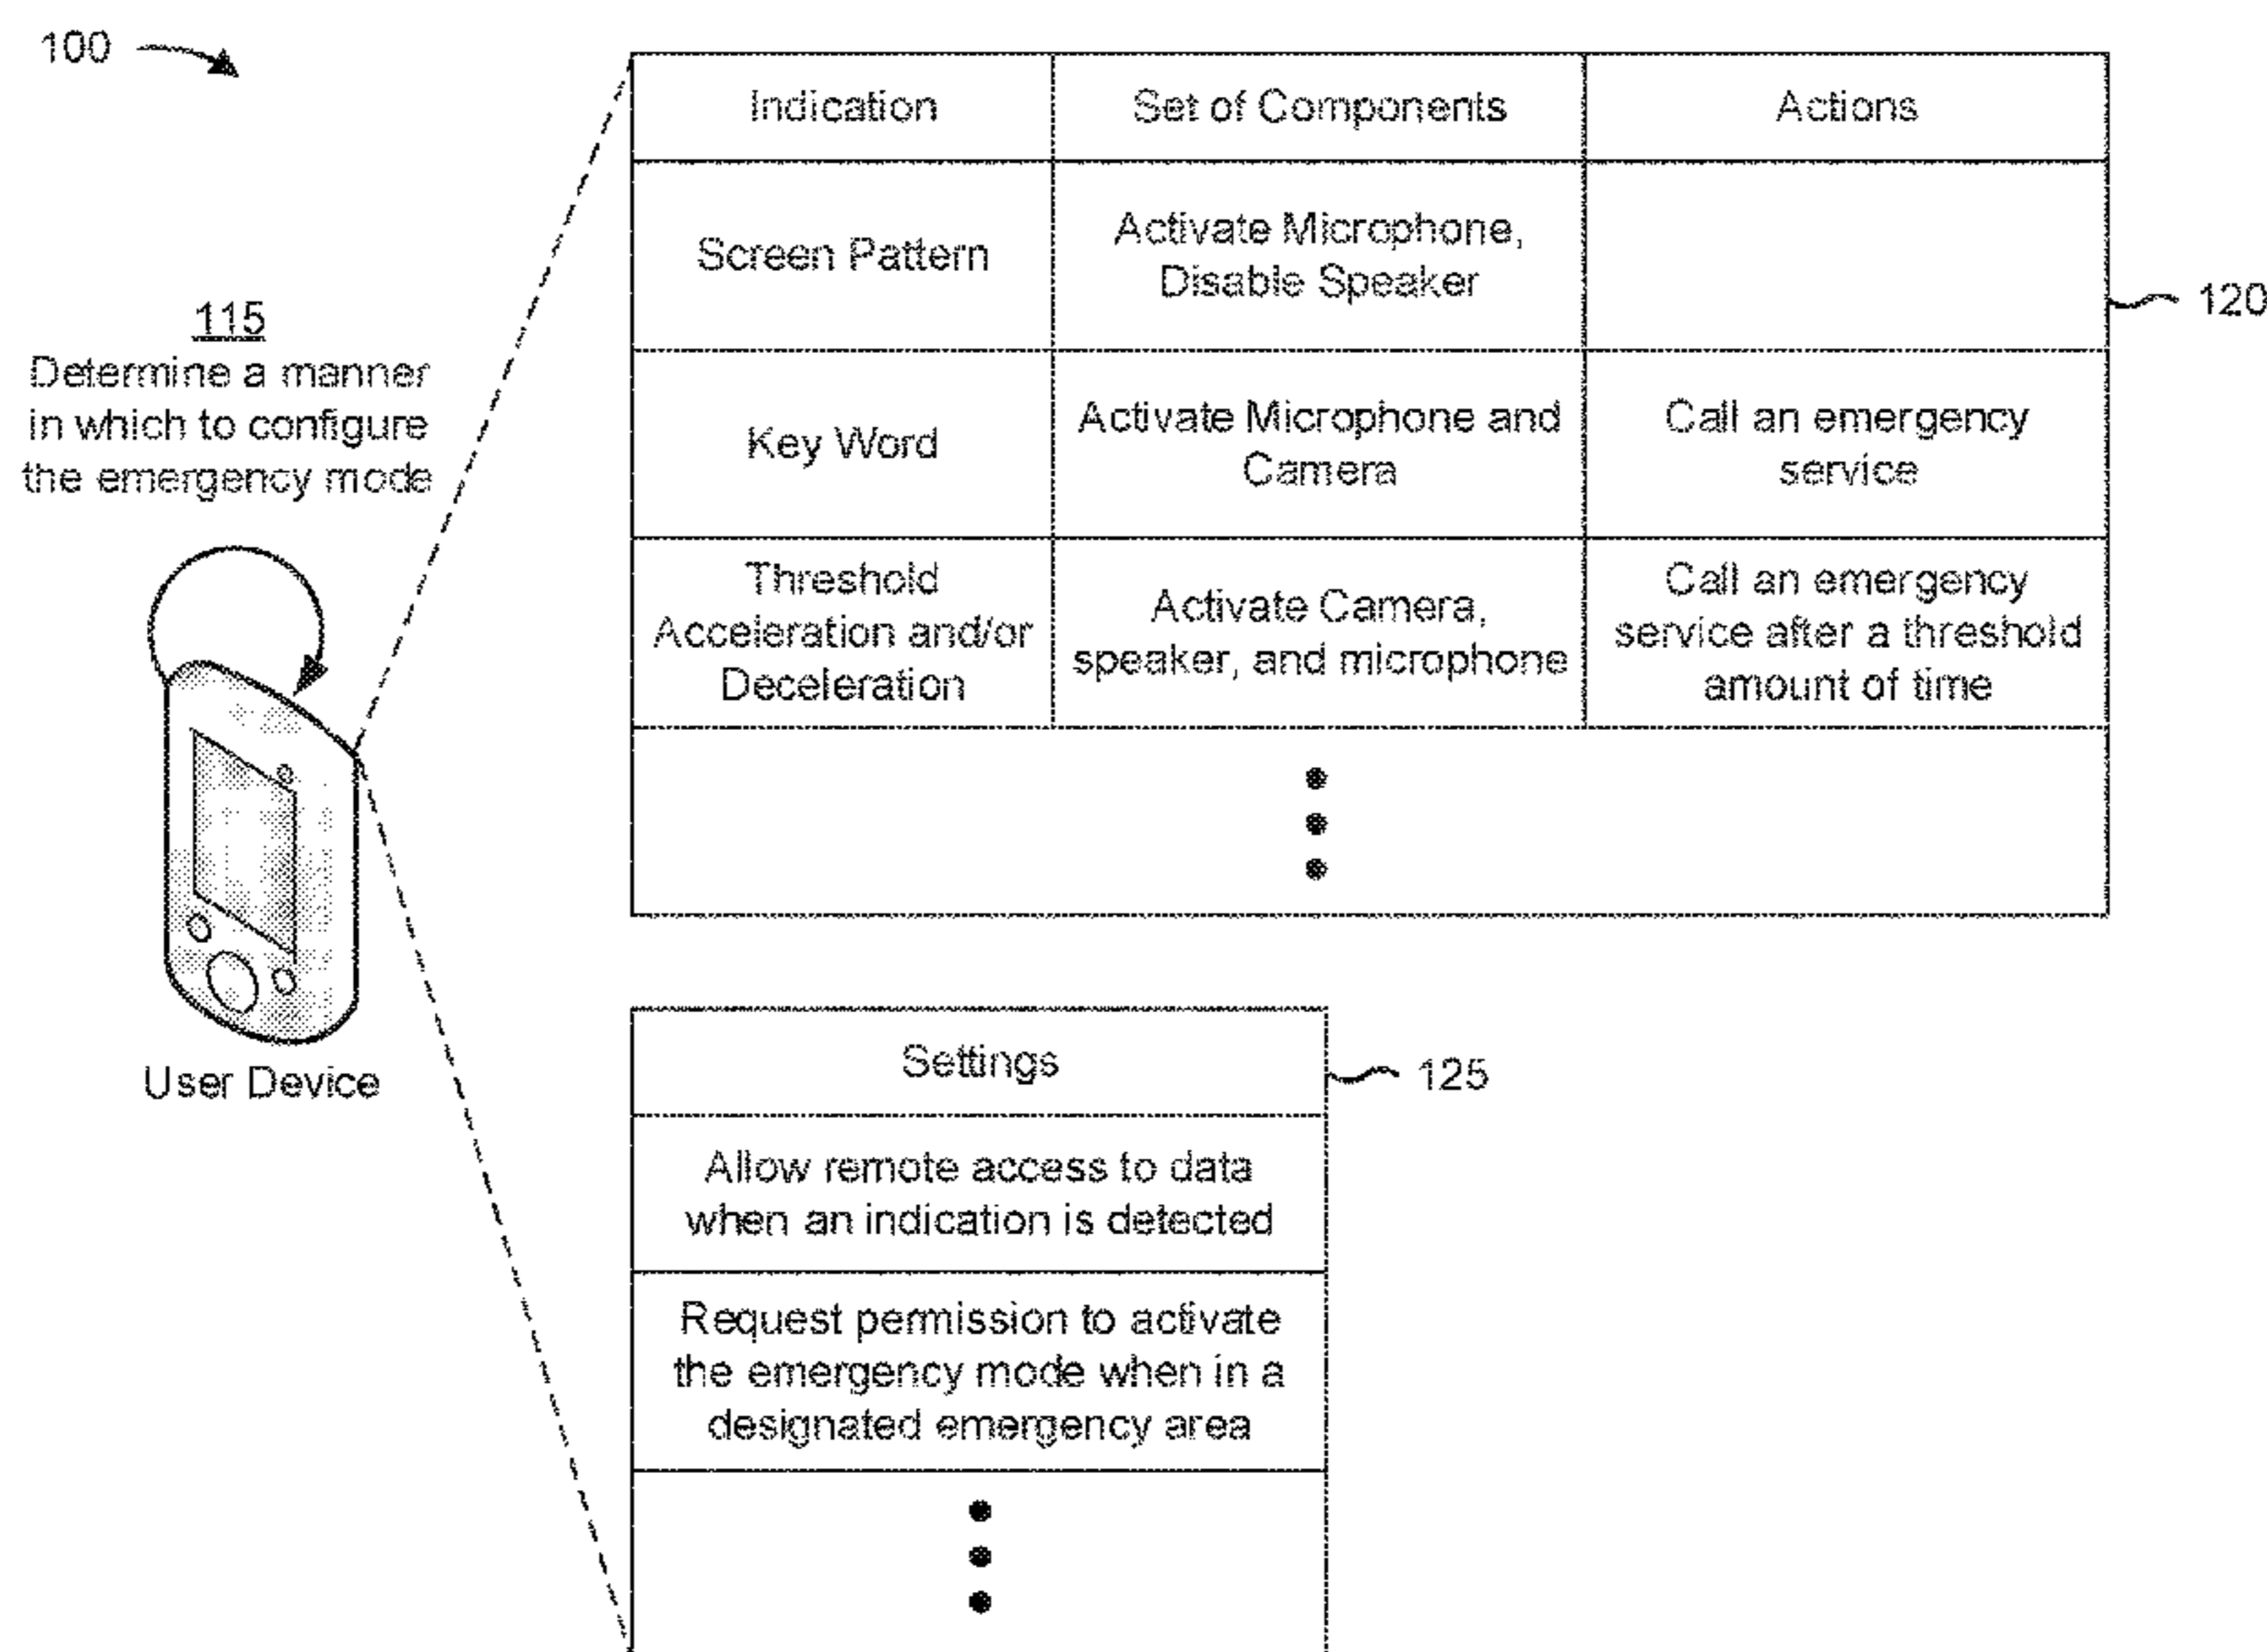 100
115
Determine a manner
in which to configure
the emergency mode
User Device
Indication
Set of Components
Actions
Screen Pattern
Activate Microphone,
Disable Speaker
Key Word
Activate Microphone and
Camera
Call an emergency
service
Threshold
Acceleration and/or
Deceleration
Activate Camera,
speaker, and microphone
Call an emergency
service after a threshold
amount of time
120
Settings
125
Allow remote access to data
when an indication is detected
Request permission to activate
the emergency mode when in a
designated emergency area